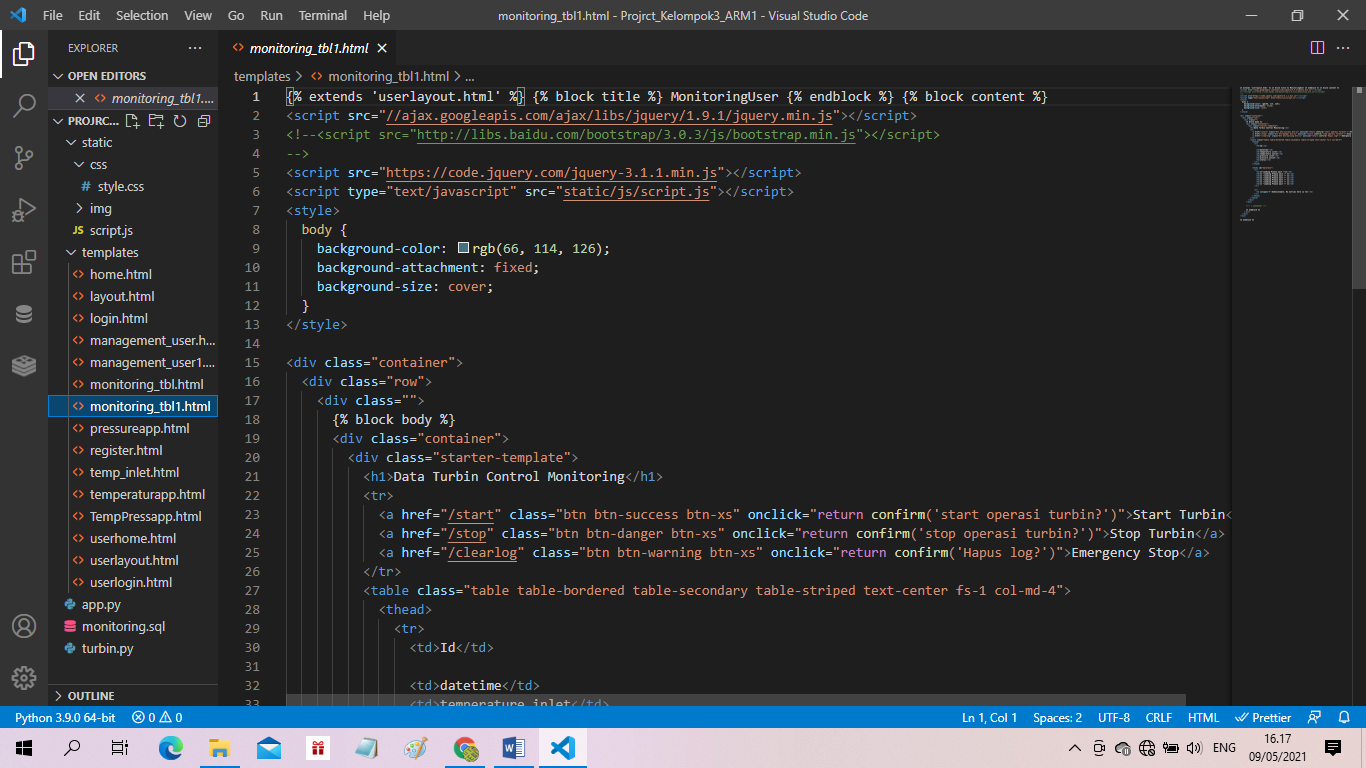 File Edit Selection View Go Run Terminal Help
monitoring_tbl1.html - Projrct_Kelompok3_ARM1 - Visual Studio Code
EXPLORER
OPEN EDITORS
monitoring_tbl1....
PROJRC...
static
css
# style.css
img
JS script.js
templates
home.html
layout.html
login.html
management_user.h...
management_user1....
monitoring_tbl.html
monitoring_tbl1.html
pressureapp.html
register.html
temp_inlet.html
temperaturapp.html
TempPressapp.html
userhome.html
userlayout.html
userlogin.html
app.py
monitoring.sql
turbin.py
OUTLINE
monitoring_tbl1.html
templates > monitoring_tbl1.html > ...
1 {% extends 'userlayout.html' %} {% block title %} MonitoringUser {% endblock %} {% block content %}
2 <script src="//ajax.googleapis.com/ajax/libs/jquery/1.9.1/jquery.min.js"></script>
3 <!--<script src="http://libs.baidu.com/bootstrap/3.0.3/js/bootstrap.min.js"></script>
4 -->
5 <script src="https://code.jquery.com/jquery-3.1.1.min.js"></script>
6 <script type="text/javascript" src="static/js/script.js"></script>
7 <style>
8 body {
9 background-color: rgb(66, 114, 126);
10 background-attachment: fixed;
11 background-size: cover;
12 }
13 </style>
14
15 <div class="container">
16 <div class="row">
17 <div class="">
18 {% block body %}
19 <div class="container">
20 <div class="starter-template">
21 <h1>Data Turbin Control Monitoring</h1>
22 <tr>
23 <a href="/start" class="btn btn-success btn-xs" onclick="return confirm('start operasi turbin?')">Start Turbin<
24 <a href="/stop" class="btn btn-danger btn-xs" onclick="return confirm('stop operasi turbin?')">Stop Turbin</a>
25 <a href="/clearlog" class="btn btn-warning btn-xs" onclick="return confirm('Hapus log?')">Emergency Stop</a>
26 </tr>
27 <table class="table table-bordered table-secondary table-striped text-center fs-1 col-md-4">
28 <thead>
29 <tr>
30 <td>Id</td>
31
32 <td>datetime</td>
33 <td>temperature inlet</td>
Python 3.9.0 64-bit 0 0 Ln 1, Col 1 Spaces: 2 UTF-8 CRLF HTML Prettier
ENG
16.17
09/05/2021